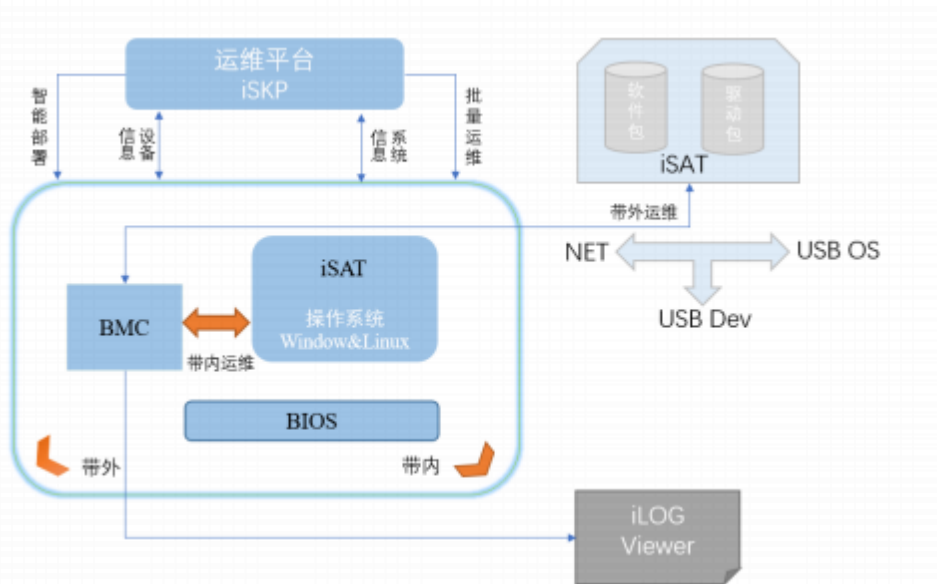 运维平台
iSKP
智能部署
设备
信息
系统
信息
批量运维
软件包
驱动包
iSAT
带外运维
NET
USB OS
USB Dev
iSAT
操作系统
Window&Linux
BMC
带内运维
BIOS
带外
带内
iLOG
Viewer